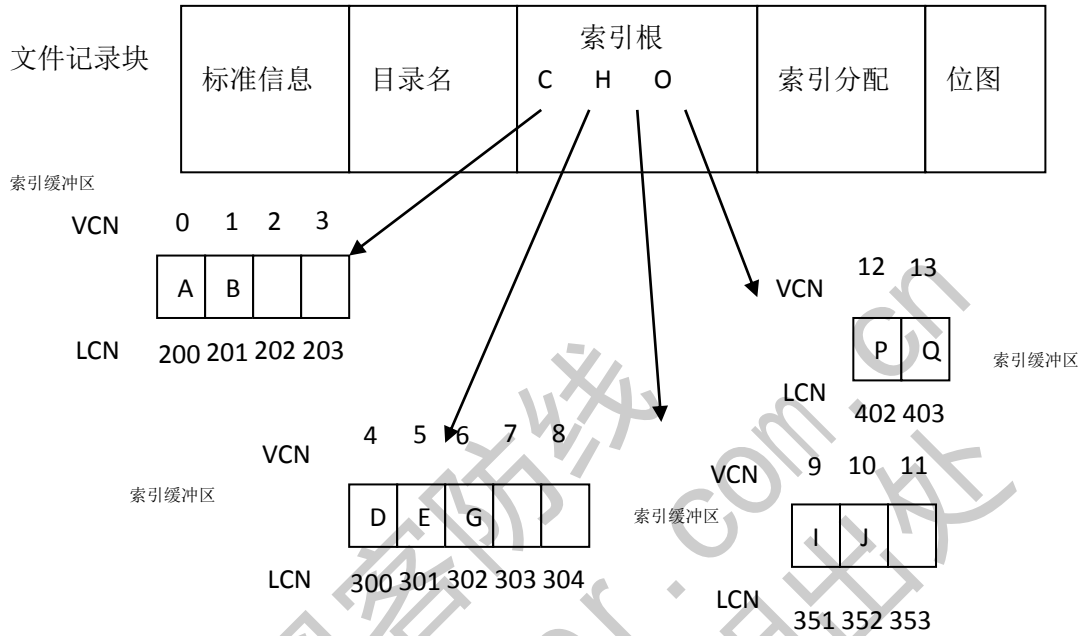 文件记录块
标准信息
目录名
索引根
C H O
索引分配
位图
索引缓冲区
VCN 0 1 2 3
A B
LCN 200 201 202 203
VCN 12 13
P Q
索引缓冲区
LCN 402 403
VCN 4 5 6 7 8
索引缓冲区
D E G
LCN 300 301 302 303 304
VCN 9 10 11
索引缓冲区
I J
LCN 351 352 353